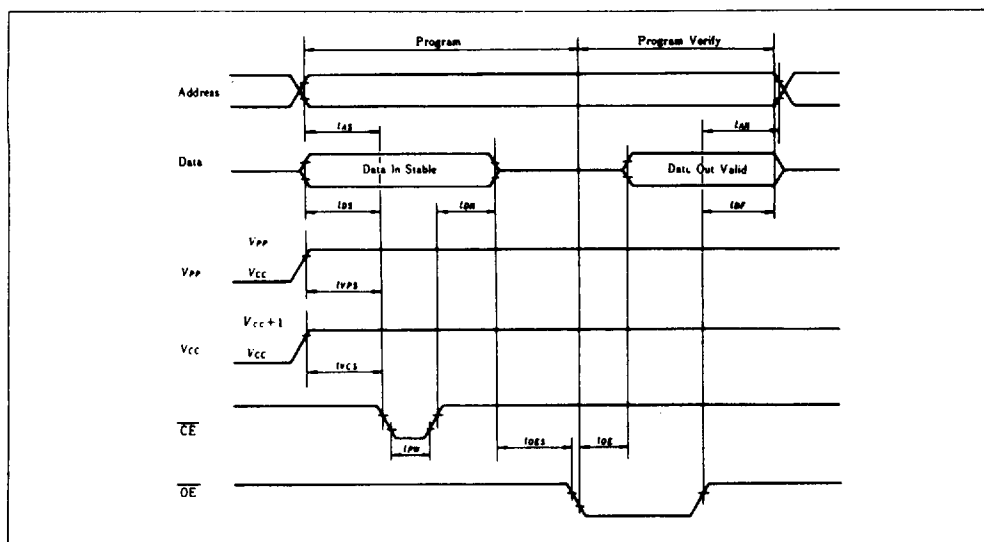 Program Program Verify
Address
tAS tAH
Data Data In Stable Data Out Valid
tDS tDH tDF
VPP
VPP VCC
tVPS
VCC+1
VCC VCC
tVCS
CE
tPW
tOES tOE
OE